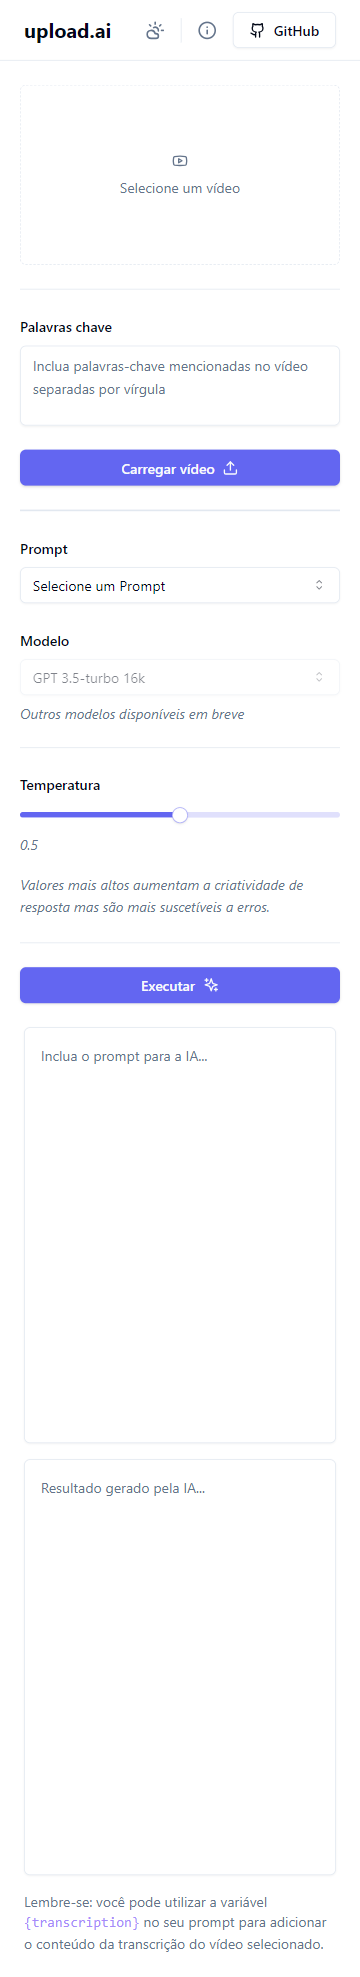 upload.ai
GitHub
Selecione um vídeo
Palavras chave
Inclua palavras-chave mencionadas no vídeo
separadas por vírgula
Carregar vídeo
Prompt
Selecione um Prompt
Modelo
GPT 3.5-turbo 16k
Outros modelos disponíveis em breve
Temperatura
0.5
Valores mais altos aumentam a criatividade de
resposta mas são mais suscetíveis a erros.
Executar
Inclua o prompt para a IA...
Resultado gerado pela IA...
Lembre-se: você pode utilizar a variável
{transcription} no seu prompt para adicionar
o conteúdo da transcrição do vídeo selecionado.